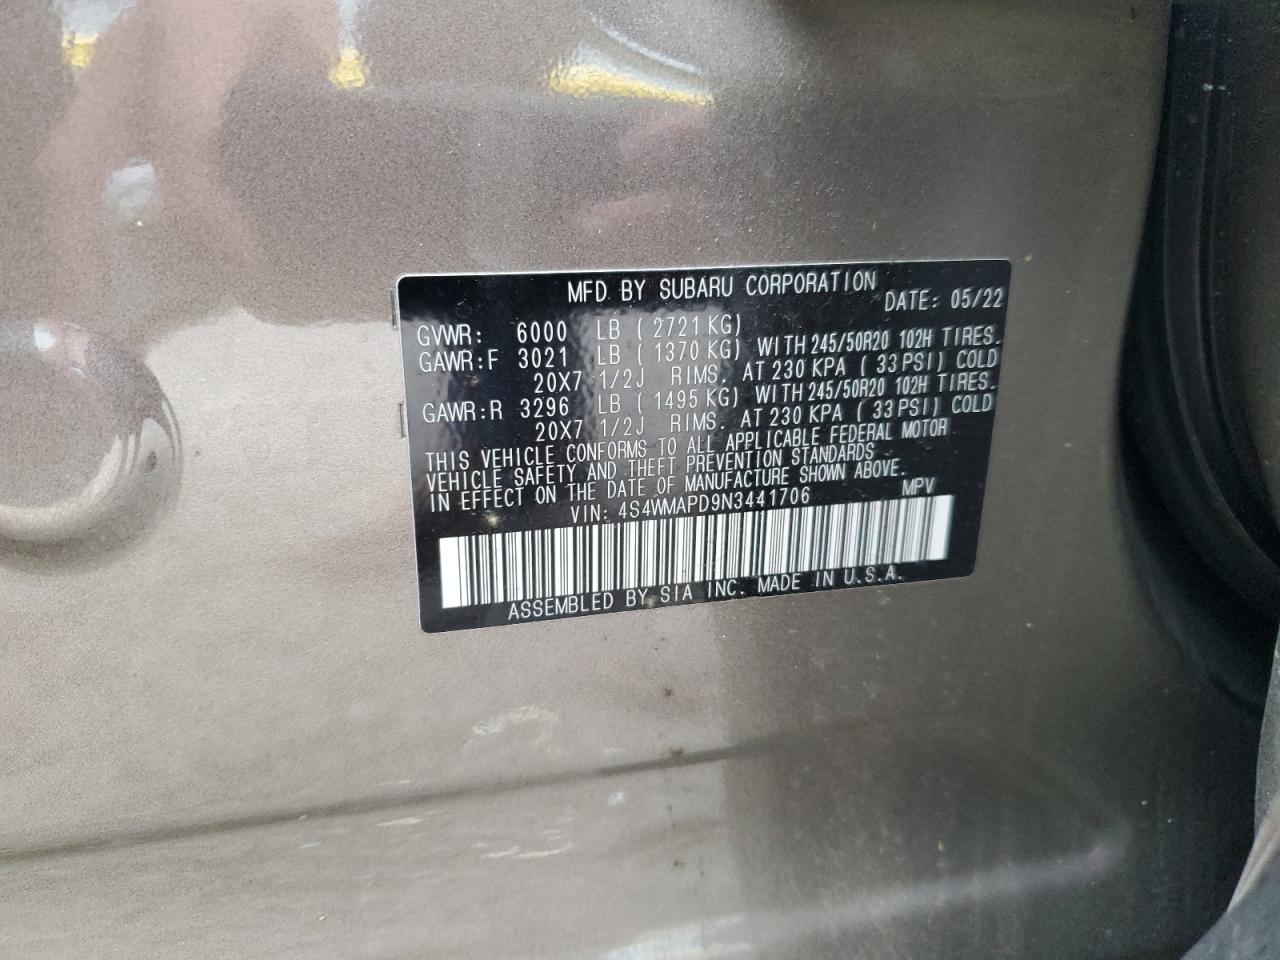 MFD BY SUBARU CORPORATION
DATE: 05/22
GVWR: 6000 LB ( 2721 KG)
GAWR:F 3021 LB ( 1370 KG) WITH 245/50R20 102H TIRES.
20X7 1/2J RIMS. AT 230 KPA ( 33 PSI) COLD
GAWR:R 3296 LB ( 1495 KG) WITH 245/50R20 102H TIRES.
20X7 1/2J RIMS. AT 230 KPA ( 33 PSI) COLD
THIS VEHICLE CONFORMS TO ALL APPLICABLE FEDERAL MOTOR
VEHICLE SAFETY AND THEFT PREVENTION STANDARDS
IN EFFECT ON THE DATE OF MANUFACTURE SHOWN ABOVE.
VIN: 4S4WMAPD9N3441706 MPV
ASSEMBLED BY SIA INC. MADE IN U.S.A.